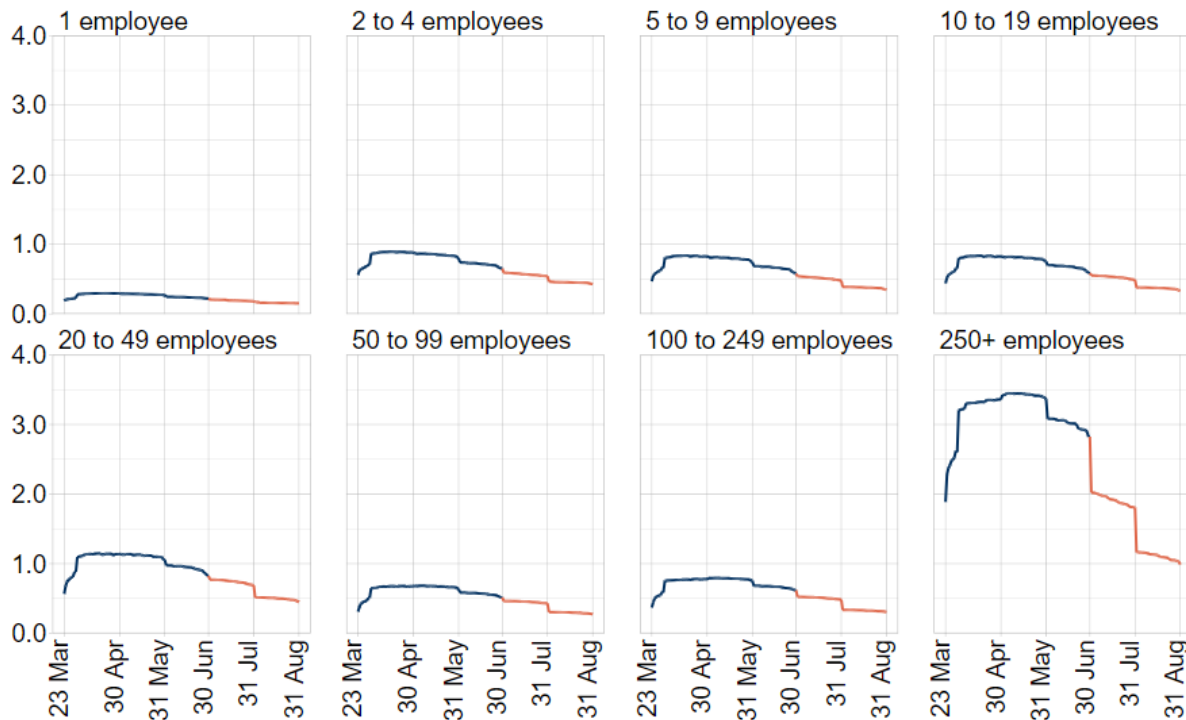 1 employee
2 to 4 employees
5 to 9 employees
10 to 19 employees
4.0
3.0
2.0
1.0
0.0
20 to 49 employees
50 to 99 employees
100 to 249 employees
250+ employees
4.0
3.0
2.0
1.0
0.0
23 Mar
30 Apr
31 May
30 Jun
31 Jul
31 Aug
23 Mar
30 Apr
31 May
30 Jun
31 Jul
31 Aug
23 Mar
30 Apr
31 May
30 Jun
31 Jul
31 Aug
23 Mar
30 Apr
31 May
30 Jun
31 Jul
31 Aug